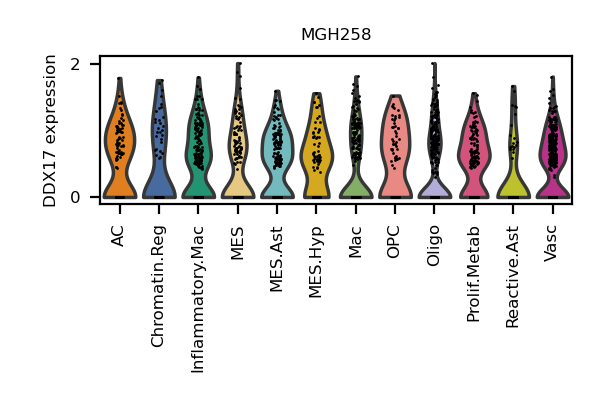 MGH258
DDX17 expression
2
0
AC
Chromatin.Reg
Inflammatory.Mac
MES
MES.Ast
MES.Hyp
Mac
OPC
Oligo
Prolif.Metab
Reactive.Ast
Vasc